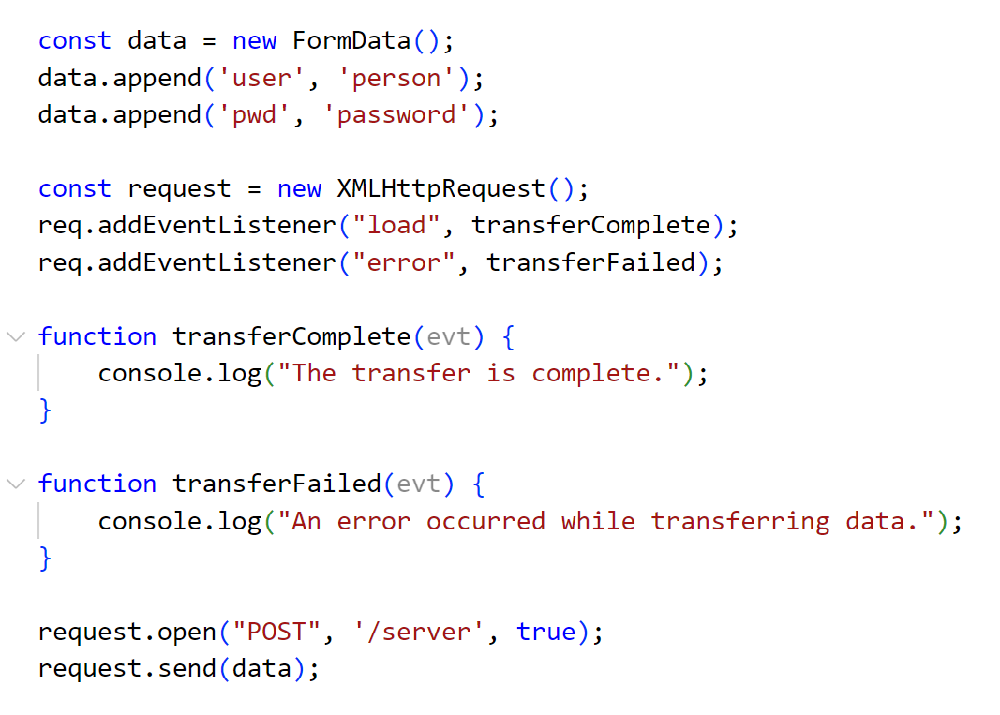 const data = new FormData();
data.append('user', 'person');
data.append('pwd', 'password');
const request = new XMLHttpRequest();
req.addEventListener("load", transferComplete);
req.addEventListener("error", transferFailed);
function transferComplete(evt) {
    console.log("The transfer is complete.");
}
function transferFailed(evt) {
    console.log("An error occurred while transferring data.");
}
request.open("POST", '/server', true);
request.send(data);